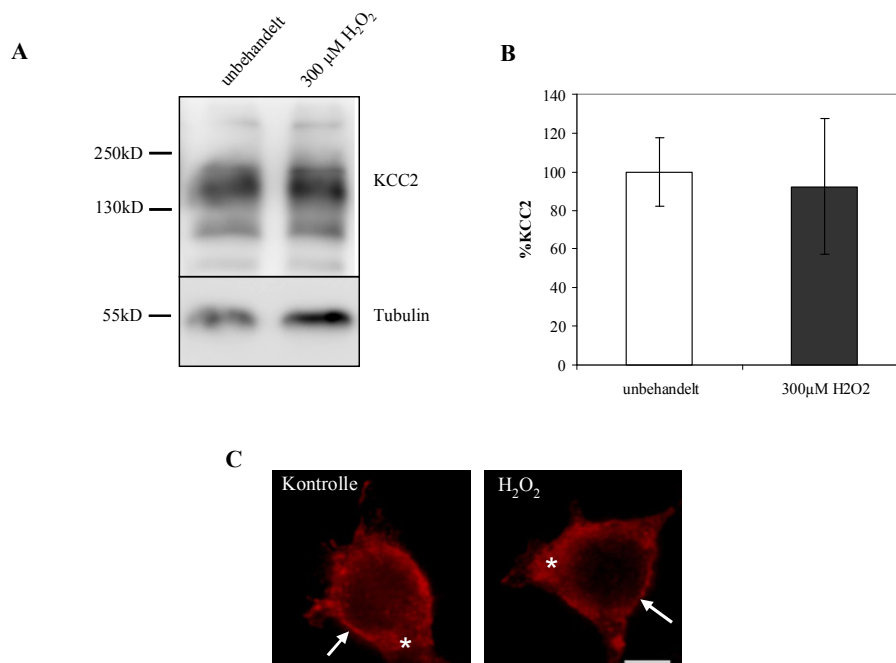 A
unbehandelt
300 µM H₂O₂
250kD
130kD
55kD
KCC2
Tubulin
B
%KCC2
140
120
100
80
60
40
20
0
unbehandelt
300µM H2O2
C
Kontrolle
*
H₂O₂
*